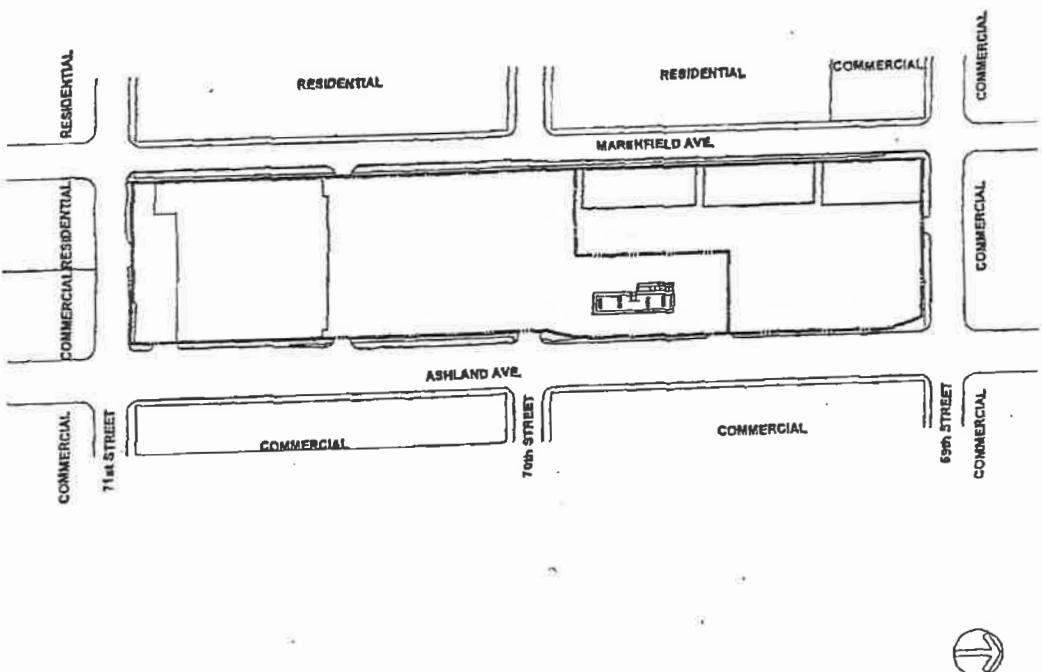 RESIDENTIAL
RESIDENTIAL
RESIDENTIAL
COMMERCIAL
COMMERCIAL
MARSHFIELD AVE.
RESIDENTIAL
COMMERCIAL
COMMERCIAL
ASHLAND AVE.
COMMERCIAL
71st STREET
COMMERCIAL
70th STREET
COMMERCIAL
69th STREET
COMMERCIAL